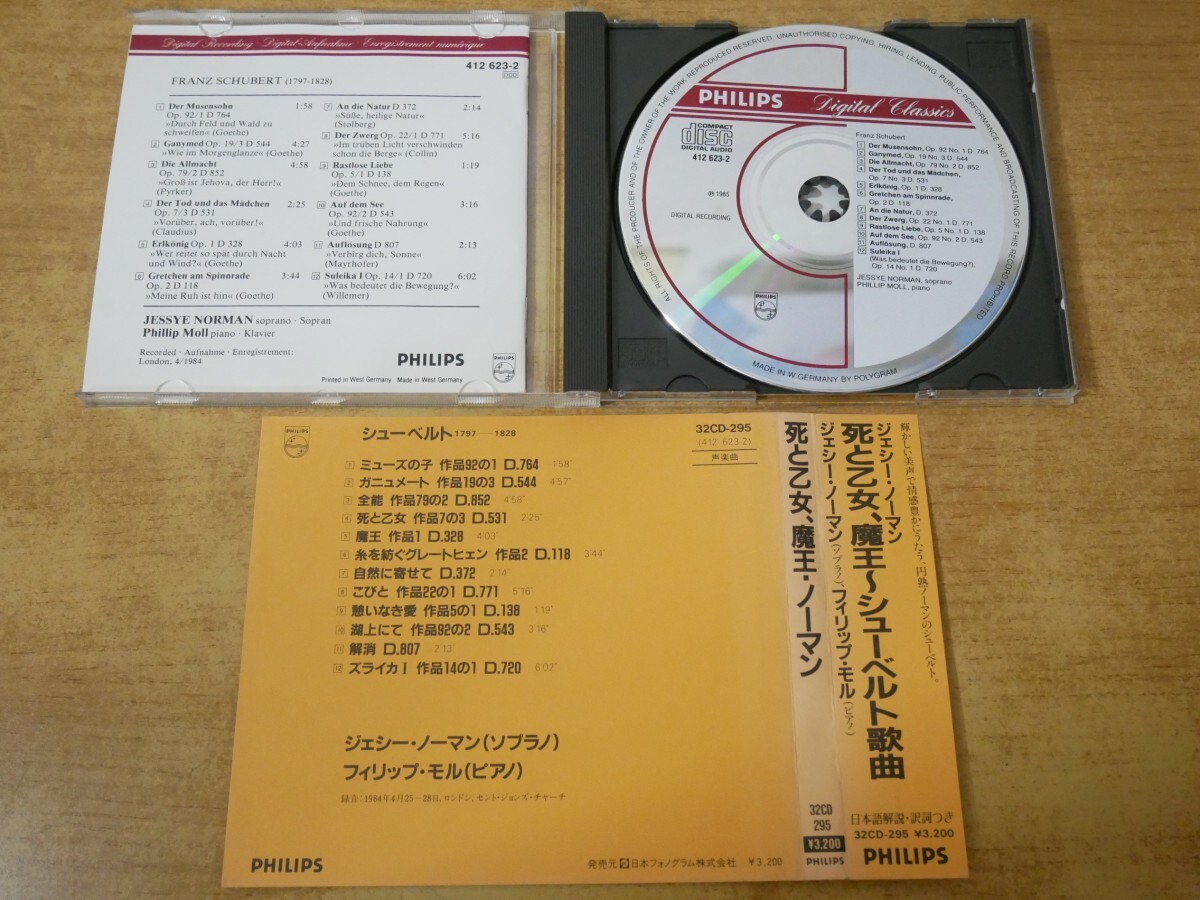 Digital Recording · Digital-Aufnahme · Enregistrement numérique
412 623-2
DDD
FRANZ SCHUBERT (1797-1828)
1 Der Musensohn 1:58
Op. 92/1 D 764
»Durch Feld und Wald zu
schweifen« (Goethe)
2 Ganymed Op. 19/3 D 544 4:27
»Wie im Morgenglanze« (Goethe)
3 Die Allmacht 4:58
Op. 79/2 D 852
»Groß ist Jehova, der Herr!«
(Pyrker)
4 Der Tod und das Mädchen 2:25
Op. 7/3 D 531
»Vorüber, ach, vorüber!«
(Claudius)
5 Erlkönig Op. 1 D 328 4:03
»Wer reitet so spät durch Nacht
und Wind?« (Goethe)
6 Gretchen am Spinnrade 3:44
Op. 2 D 118
»Meine Ruh ist hin« (Goethe)
7 An die Natur D 372 2:14
»Süße, heilige Natur«
(Stolberg)
8 Der Zwerg Op. 22/1 D 771 5:16
»Im trüben Licht verschwinden
schon die Berge« (Collin)
9 Rastlose Liebe 1:19
Op. 5/1 D 138
»Dem Schnee, dem Regen«
(Goethe)
10 Auf dem See 3:16
Op. 92/2 D 543
»Und frische Nahrung«
(Goethe)
11 Auflösung D 807 2:13
»Verbirg dich, Sonne«
(Mayrhofer)
12 Suleika I Op. 14/1 D 720 6:02
»Was bedeutet die Bewegung?«
(Willemer)
JESSYE NORMAN soprano · Sopran
Phillip Moll piano · Klavier
Recorded · Aufnahme · Enregistrement:
London, 4/1984
PHILIPS
PHILIPS
Printed in West Germany Made in West Germany
ALL RIGHTS OF THE PRODUCER AND OF THE OWNER OF THE WORK REPRODUCED RESERVED. UNAUTHORISED COPYING, HIRING, LENDING, PUBLIC PERFORMANCE AND BROADCASTING OF THIS RECORD PROHIBITED
PHILIPS Digital Classics
COMPACT
disc
DIGITAL AUDIO
412 623-2
℗ 1985
DIGITAL RECORDING
Franz Schubert
1 Der Musensohn, Op. 92 No. 1 D. 764
2 Ganymed, Op. 19 No. 3 D. 544
3 Die Allmacht, Op. 79 No. 2 D. 852
4 Der Tod und das Mädchen,
Op. 7 No. 3 D. 531
5 Erlkönig, Op. 1 D. 328
6 Gretchen am Spinnrade,
Op. 2 D. 118
7 An die Natur, D. 372
8 Der Zwerg, Op. 22 No. 1 D. 771
9 Rastlose Liebe, Op. 5 No. 1 D. 138
10 Auf dem See, Op. 92 No. 2 D. 543
11 Auflösung, D. 807
12 Suleika I
(Was bedeutet die Bewegung?),
Op. 14 No. 1 D. 720
JESSYE NORMAN, soprano
PHILLIP MOLL, piano
PHILIPS
MADE IN W. GERMANY BY POLYGRAM
PHILIPS
シューベルト 1797—1828
32CD-295
(412 623-2)
声楽曲
1 ミューズの子 作品92の1 D.764 1'58"
2 ガニュメート 作品19の3 D.544 4'57"
3 全能 作品79の2 D.852 4'58"
4 死と乙女 作品7の3 D.531 2'25"
5 魔王 作品1 D.328 4'03"
6 糸を紡ぐグレートヒェン 作品2 D.118 3'44"
7 自然に寄せて D.372 2'14"
8 こびと 作品22の1 D.771 5'16"
9 憩いなき愛 作品5の1 D.138 1'19"
10 湖上にて 作品92の2 D.543 3'16"
11 解消 D.807 2'13"
12 ズライカ I 作品14の1 D.720 6'02"
ジェシー・ノーマン(ソプラノ)
フィリップ・モル(ピアノ)
録音:1984年4月25~28日、ロンドン、セント・ジョンズ・チャーチ
PHILIPS
発売元 日本フォノグラム株式会社 ¥3,200
死と乙女、魔王・ノーマン
32CD
295
¥3,200
PHILIPS
輝かしい美声で情感豊かにうたう、円熟ノーマンのシューベルト。
ジェシー・ノーマン
死と乙女、魔王~シューベルト歌曲
ジェシー・ノーマン(ソプラノ)、フィリップ・モル(ピアノ)
日本語解説・訳詞つき
32CD-295 ¥3,200
PHILIPS